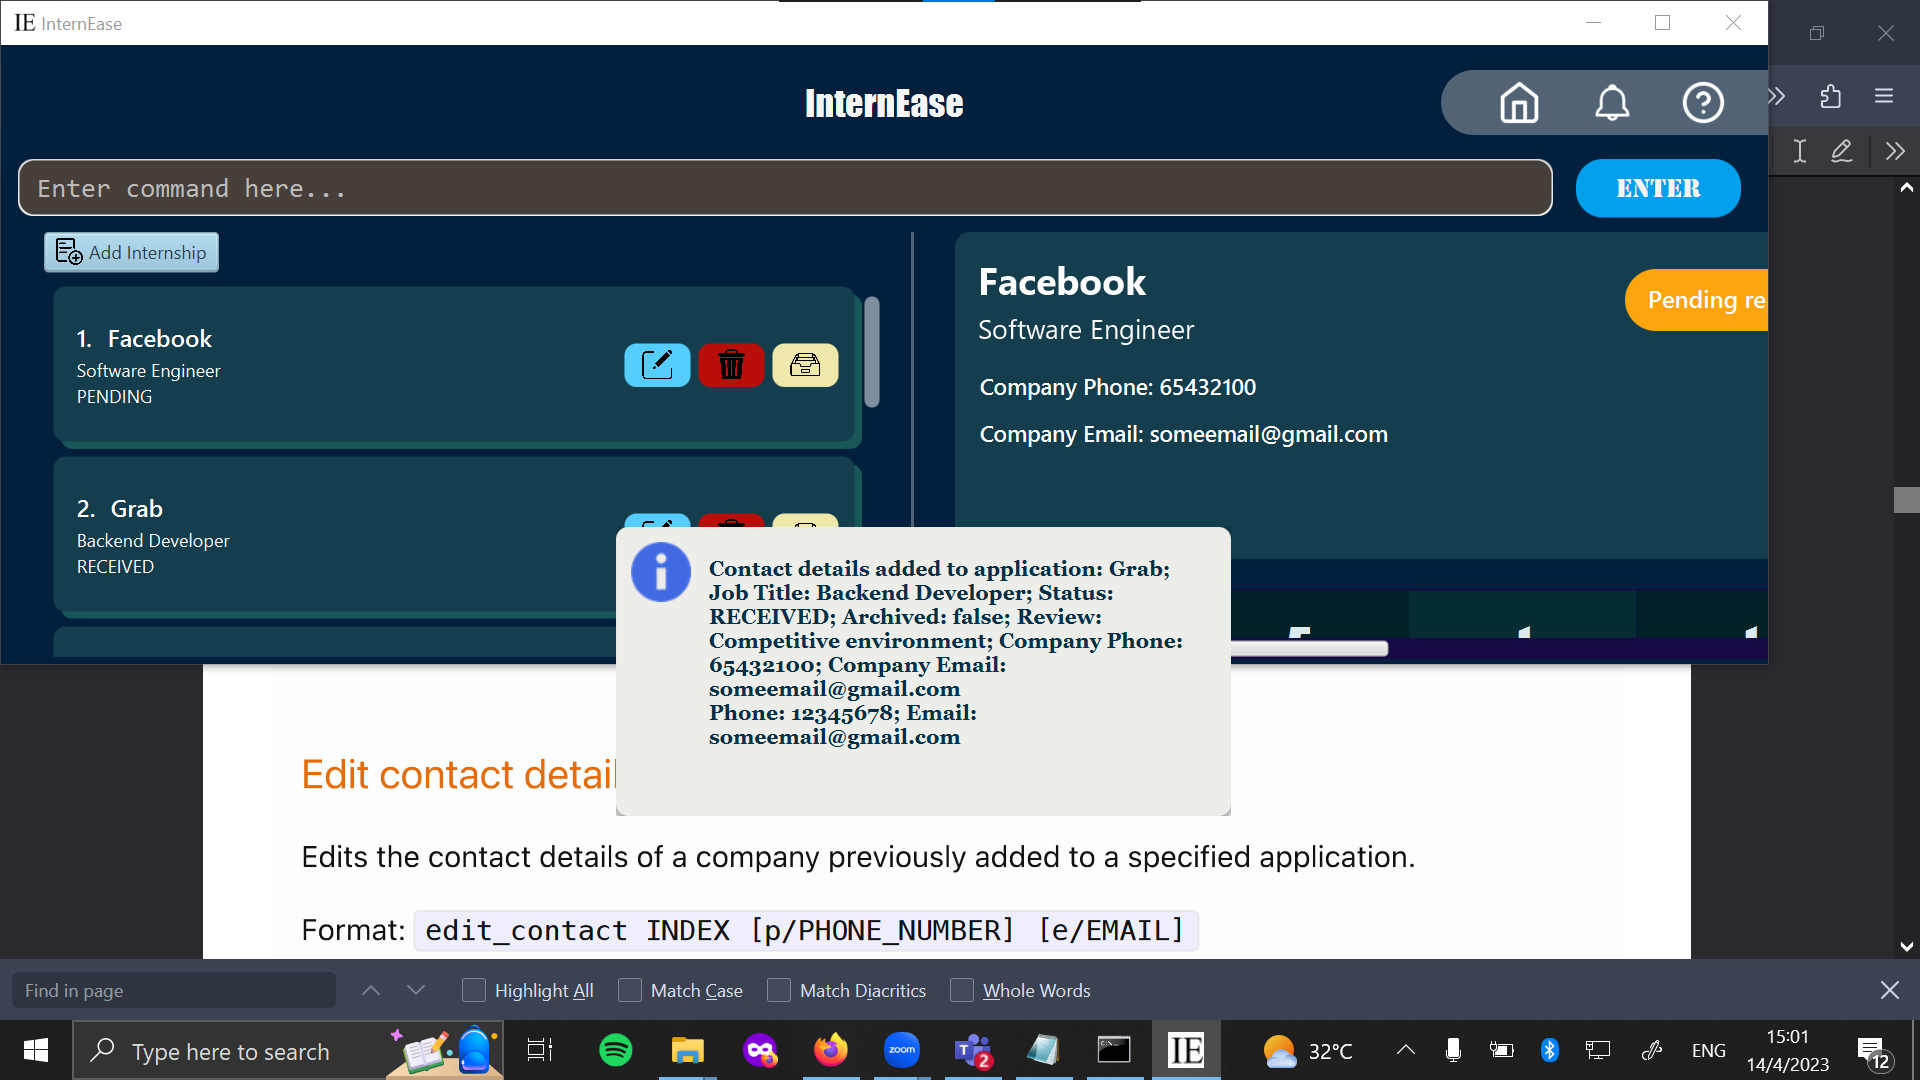 IE InternEase
InternEase
Enter command here...
ENTER
Add Internship
1. Facebook
Software Engineer
PENDING
2. Grab
Backend Developer
RECEIVED
Facebook
Software Engineer
Pending re
Company Phone: 65432100
Company Email: someemail@gmail.com
Contact details added to application: Grab;
Job Title: Backend Developer; Status:
RECEIVED; Archived: false; Review:
Competitive environment; Company Phone:
65432100; Company Email:
someemail@gmail.com
Phone: 12345678; Email:
someemail@gmail.com
Edit contact detail
Edits the contact details of a company previously added to a specified application.
Format: edit_contact INDEX [p/PHONE_NUMBER] [e/EMAIL]
Find in page
Highlight All
Match Case
Match Diacritics
Whole Words
Type here to search
zoom
T 2
IE
32°C
ENG
15:01
14/4/2023
12